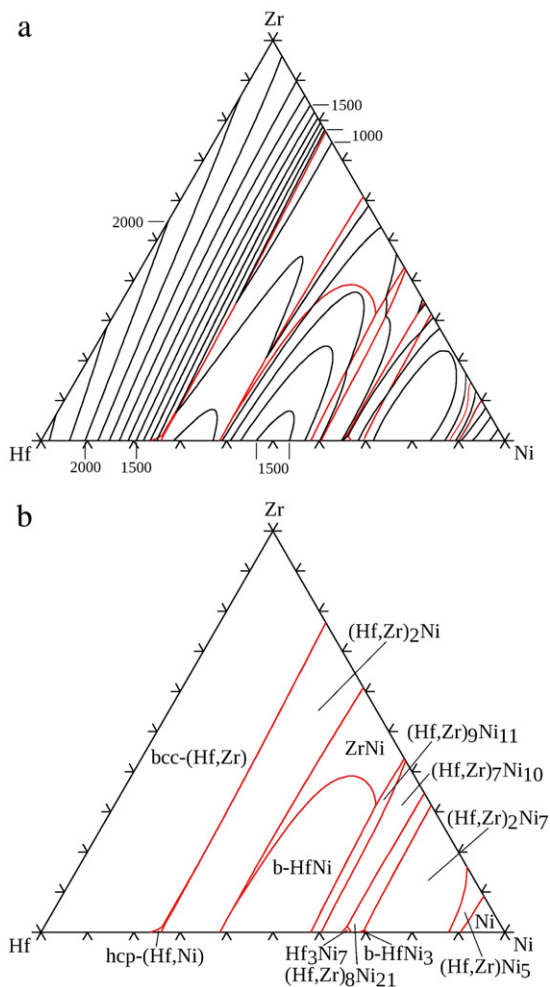 a
Zr
1500
1000
2000
Hf
Ni
2000
1500
1500
b
Zr
(Hf,Zr)2Ni
(Hf,Zr)9Ni11
ZrNi
bcc-(Hf,Zr)
(Hf,Zr)7Ni10
(Hf,Zr)2Ni7
b-HfNi
Ni
Hf
Ni
hcp-(Hf,Ni)
Hf3Ni7
b-HfNi3
(Hf,Zr)Ni5
(Hf,Zr)8Ni21